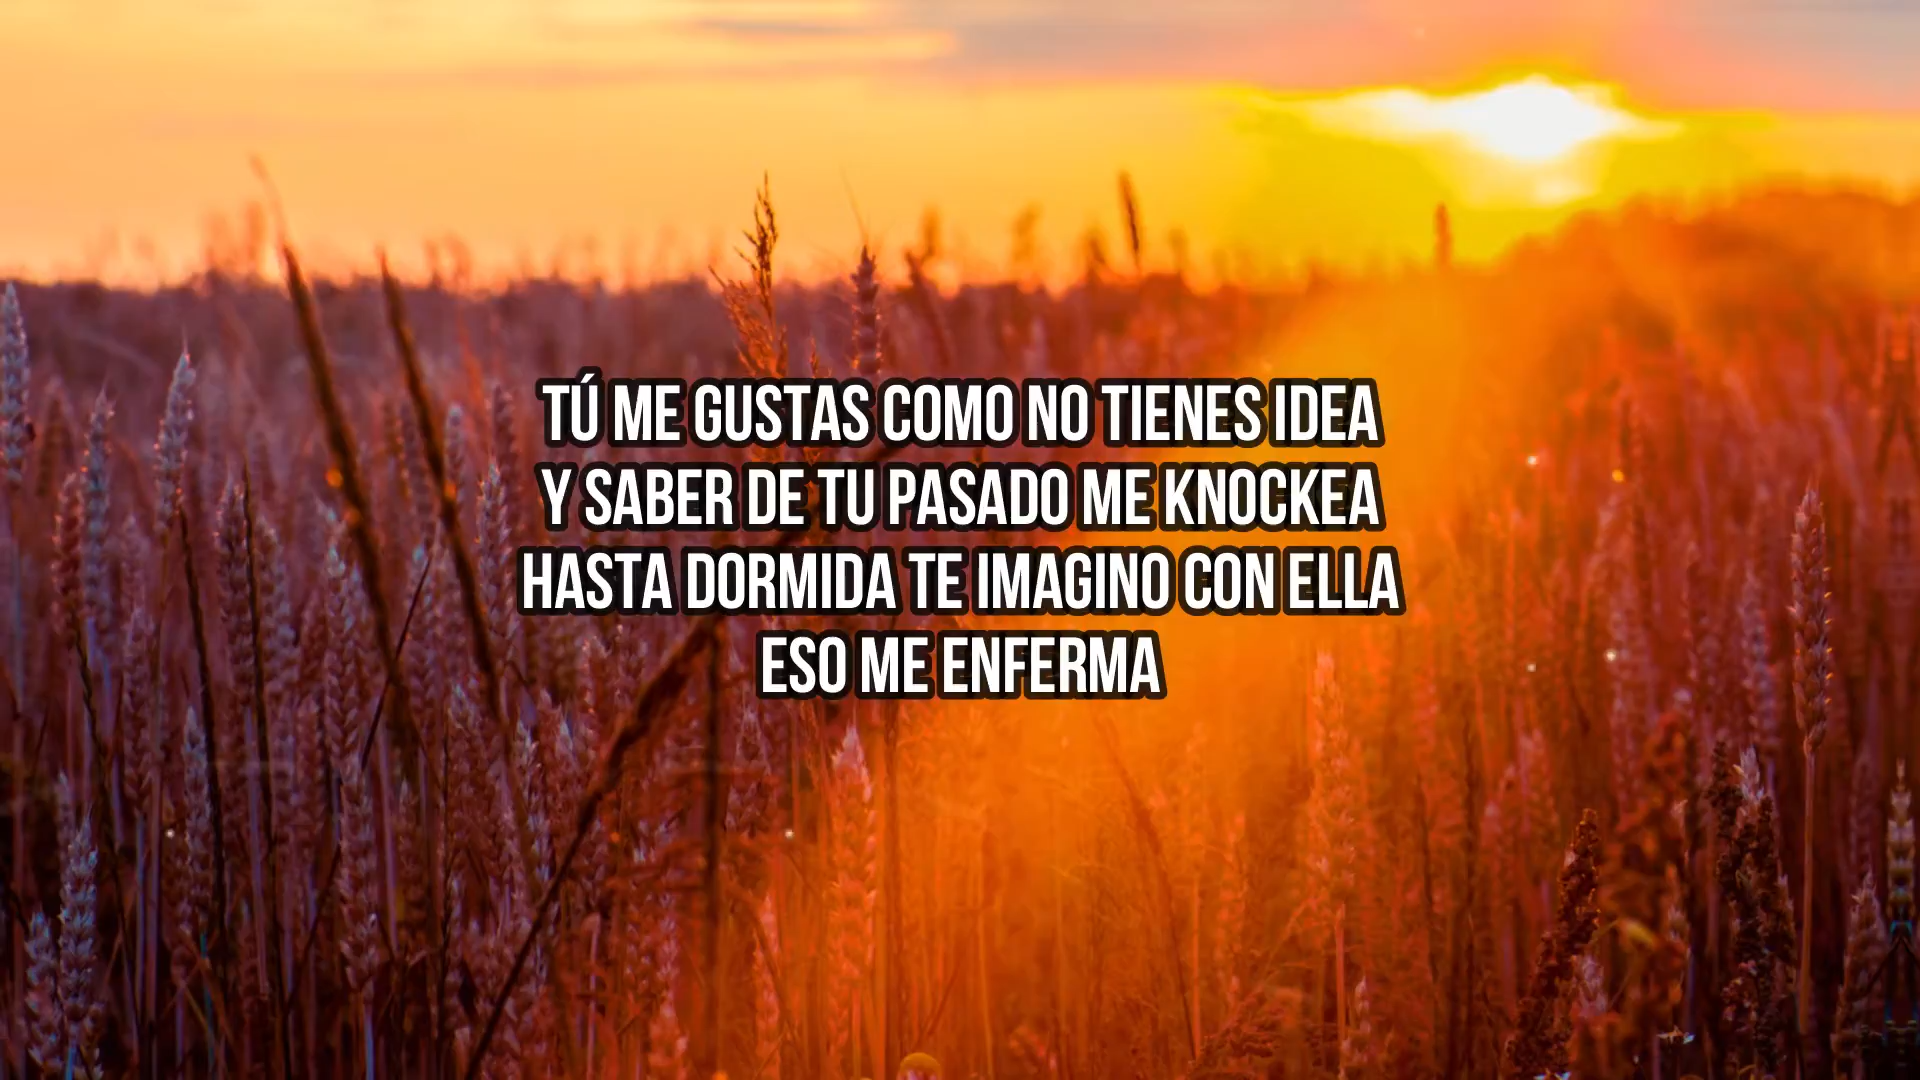 TÚ ME GUSTAS COMO NO TIENES IDEA
Y SABER DE TU PASADO ME KNOCKEA
HASTA DORMIDA TE IMAGINO CON ELLA
ESO ME ENFERMA